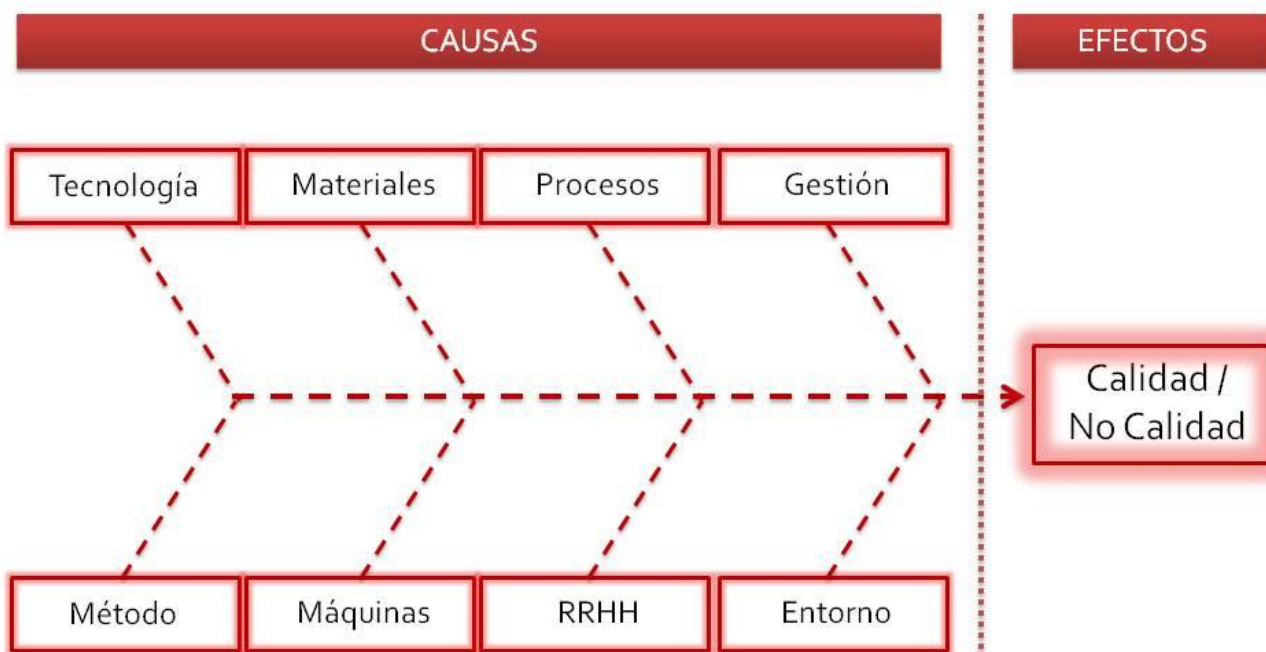 CAUSAS
EFECTOS
Tecnología
Materiales
Procesos
Gestión
Calidad /
No Calidad
Método
Máquinas
RRHH
Entorno